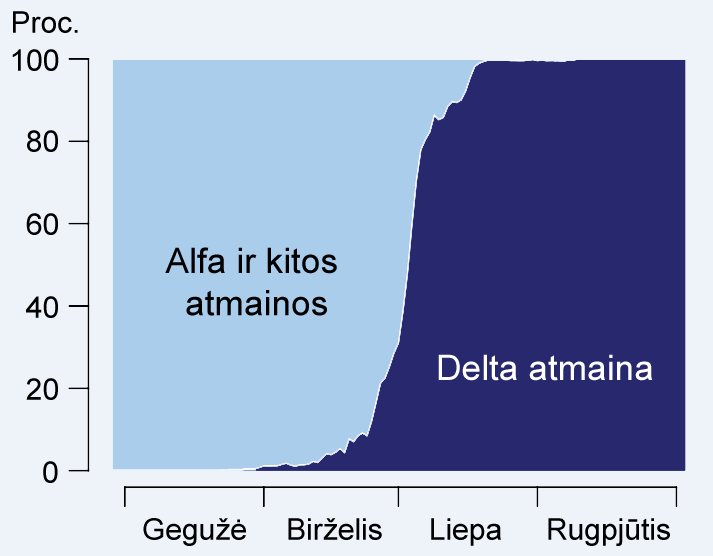 Proc.
100
80
60
40
20
0
Alfa ir kitos
atmainos
Delta atmaina
Gegužė
Birželis
Liepa
Rugpjūtis